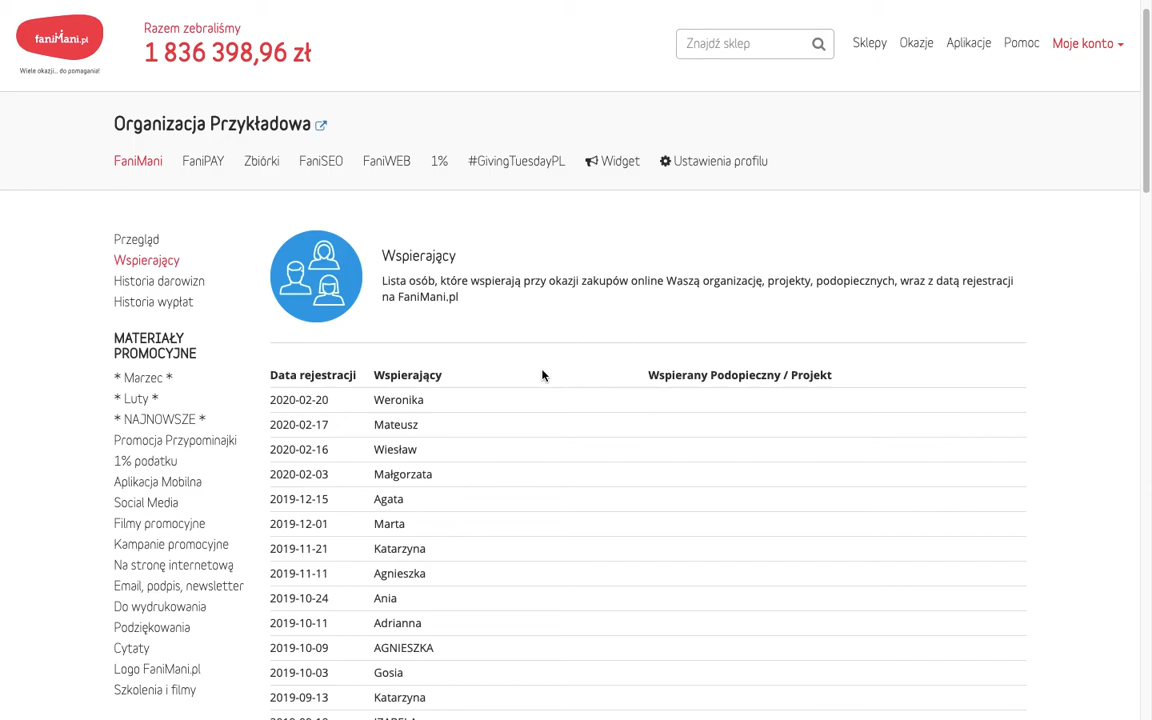 faniMani.pl
Wiele okazji... do pomagania!
Razem zebraliśmy
1 836 398,96 zł
Znajdź sklep
Sklepy
Okazje
Aplikacje
Pomoc
Moje konto
Organizacja Przykładowa
FaniMani
FaniPAY
Zbiórki
FaniSEO
FaniWEB
1%
#GivingTuesdayPL
Widget
Ustawienia profilu
Przegląd
Wspierający
Historia darowizn
Historia wypłat
MATERIAŁY
PROMOCYJNE
* Marzec *
* Luty *
* NAJNOWSZE *
Promocja Przypominajki
1% podatku
Aplikacja Mobilna
Social Media
Filmy promocyjne
Kampanie promocyjne
Na stronę internetową
Email, podpis, newsletter
Do wydrukowania
Podziękowania
Cytaty
Logo FaniMani.pl
Szkolenia i filmy
Wspierający
Lista osób, które wspierają przy okazji zakupów online Waszą organizację, projekty, podopiecznych, wraz z datą rejestracji
na FaniMani.pl
Data rejestracji Wspierający Wspierany Podopieczny / Projekt
2020-02-20 Weronika
2020-02-17 Mateusz
2020-02-16 Wiesław
2020-02-03 Małgorzata
2019-12-15 Agata
2019-12-01 Marta
2019-11-21 Katarzyna
2019-11-11 Agnieszka
2019-10-24 Ania
2019-10-11 Adrianna
2019-10-09 AGNIESZKA
2019-10-03 Gosia
2019-09-13 Katarzyna